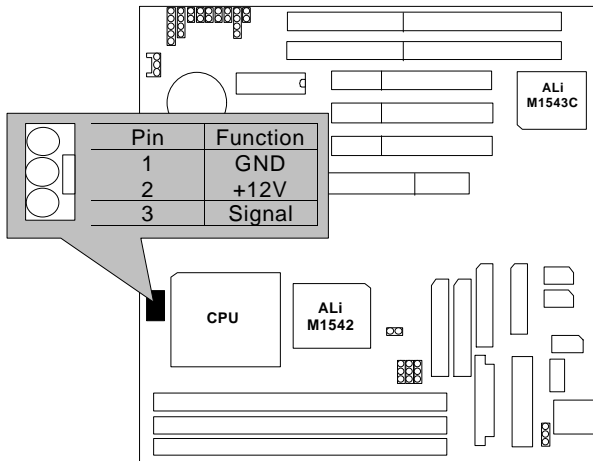 ALi
M1543C
Pin Function
1 GND
2 +12V
3 Signal
CPU
ALi
M1542